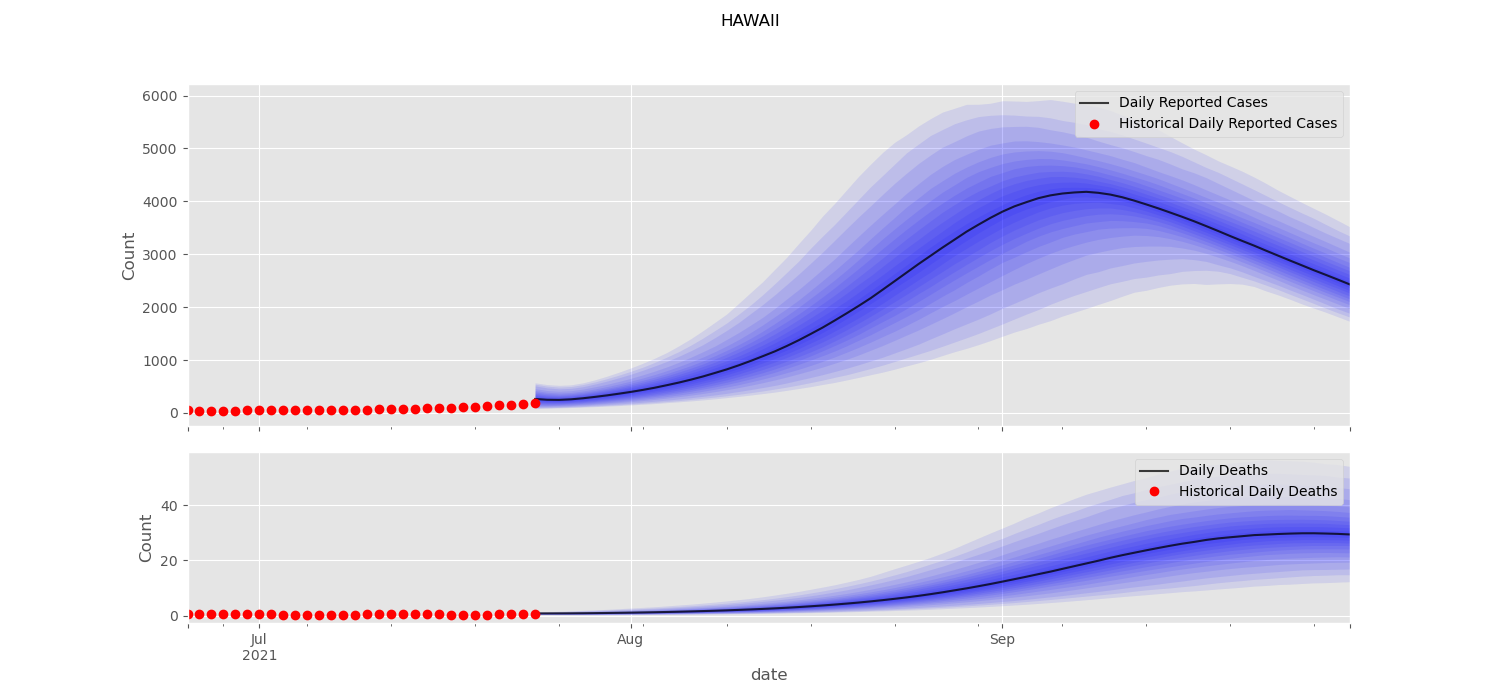 HAWAII
6000
5000
4000
3000
2000
1000
0
Count
Daily Reported Cases
Historical Daily Reported Cases
40
20
0
Count
Daily Deaths
Historical Daily Deaths
Jul
2021
Aug
Sep
date